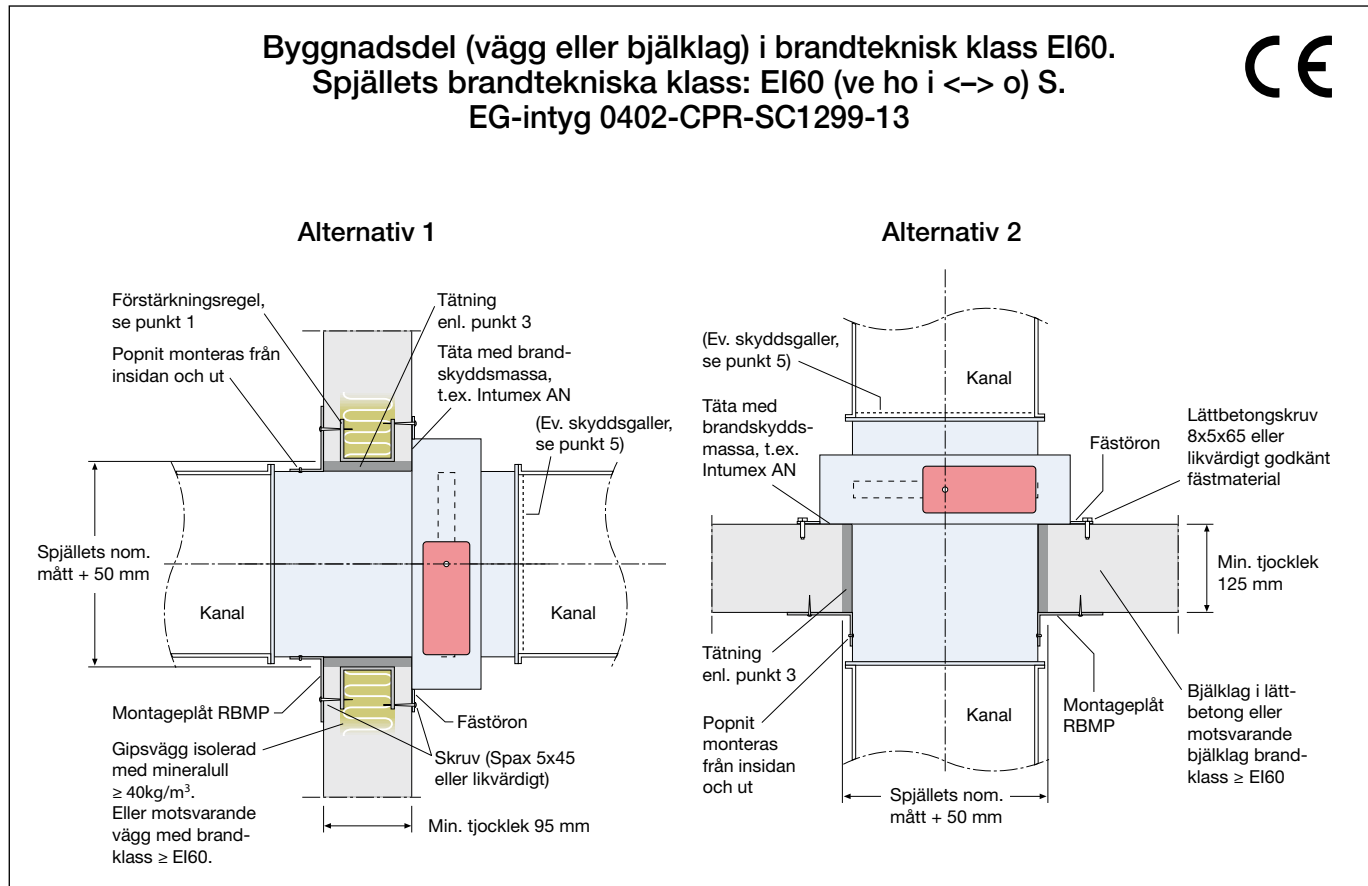 Byggnadsdel (vägg eller bjälklag) i brandteknisk klass EI60.
Spjällets brandtekniska klass: EI60 (ve ho i <–> o) S.
EG-intyg 0402-CPR-SC1299-13
CE
Alternativ 1
Förstärkningsregel,
se punkt 1
Popnit monteras från
insidan och ut
Tätning
enl. punkt 3
Täta med brand-
skyddsmassa,
t.ex. Intumex AN
(Ev. skyddsgaller,
se punkt 5)
Spjällets nom.
mått + 50 mm
Kanal
Kanal
Montageplåt RBMP
Gipsvägg isolerad
med mineralull
≥ 40kg/m³.
Eller motsvarande
vägg med brand-
klass ≥ EI60.
Fästöron
Skruv (Spax 5x45
eller likvärdigt)
Min. tjocklek 95 mm
Alternativ 2
(Ev. skyddsgaller,
se punkt 5)
Kanal
Täta med
brandskydds-
massa, t.ex.
Intumex AN
Fästöron
Lättbetongskruv
8x5x65 eller
likvärdigt godkänt
fästmaterial
Min. tjocklek
125 mm
Tätning
enl. punkt 3
Popnit
monteras
från insidan
och ut
Kanal
Montageplåt
RBMP
Bjälklag i lätt-
betong eller
motsvarande
bjälklag brand-
klass ≥ EI60
Spjällets nom.
mått + 50 mm